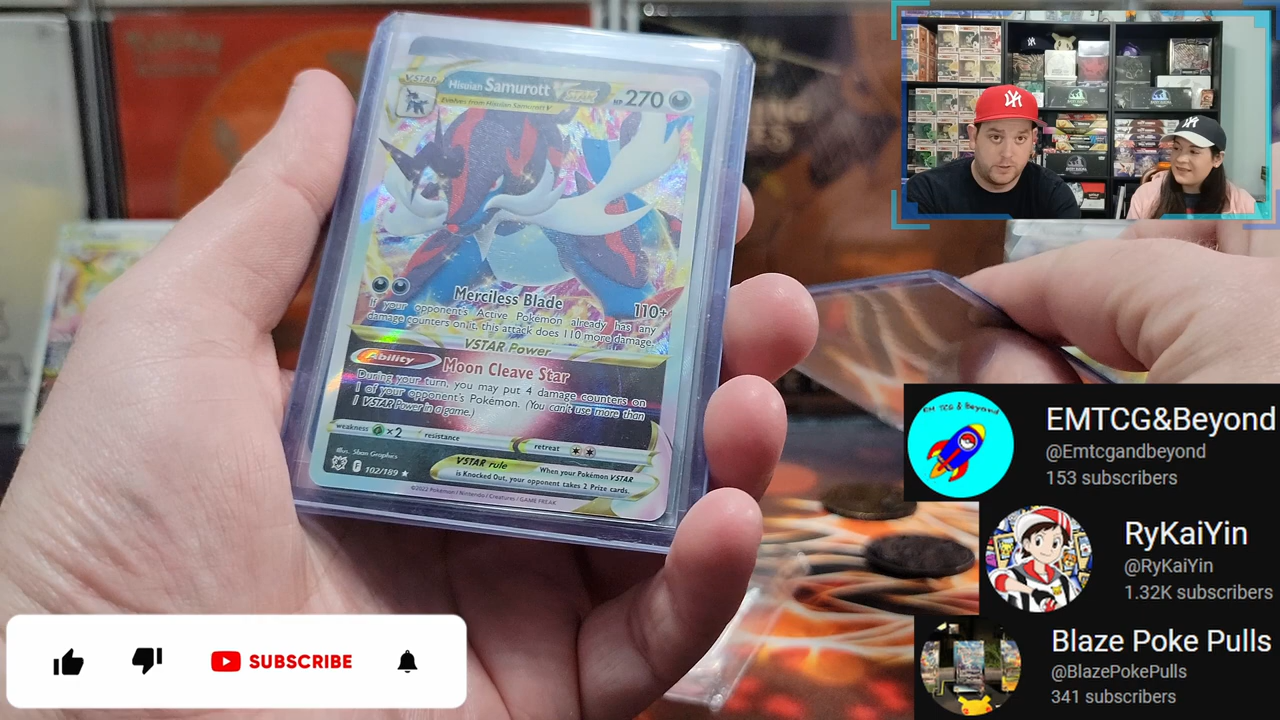 VSTAR
Hisuian Samurott VSTAR HP 270
Evolves from Hisuian Samurott V
Merciless Blade 110+
If your opponent's Active Pokémon already has any
damage counters on it, this attack does 110 more damage.
VSTAR Power
Ability Moon Cleave Star
During your turn, you may put 4 damage counters on
1 of your opponent's Pokémon. (You can't use more than
1 VSTAR Power in a game.)
weakness ×2 resistance retreat
Illus. 5ban Graphics
F 102/189 ★
VSTAR rule When your Pokémon VSTAR
is Knocked Out, your opponent takes 2 Prize cards.
©2022 Pokémon / Nintendo / Creatures / GAME FREAK
EM TCG & Beyond
EMTCG&Beyond
@Emtcgandbeyond
153 subscribers
RyKaiYin
@RyKaiYin
1.32K subscribers
Blaze Poke Pulls
@BlazePokePulls
341 subscribers
SUBSCRIBE